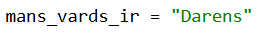 mans_vards_ir = "Darens"